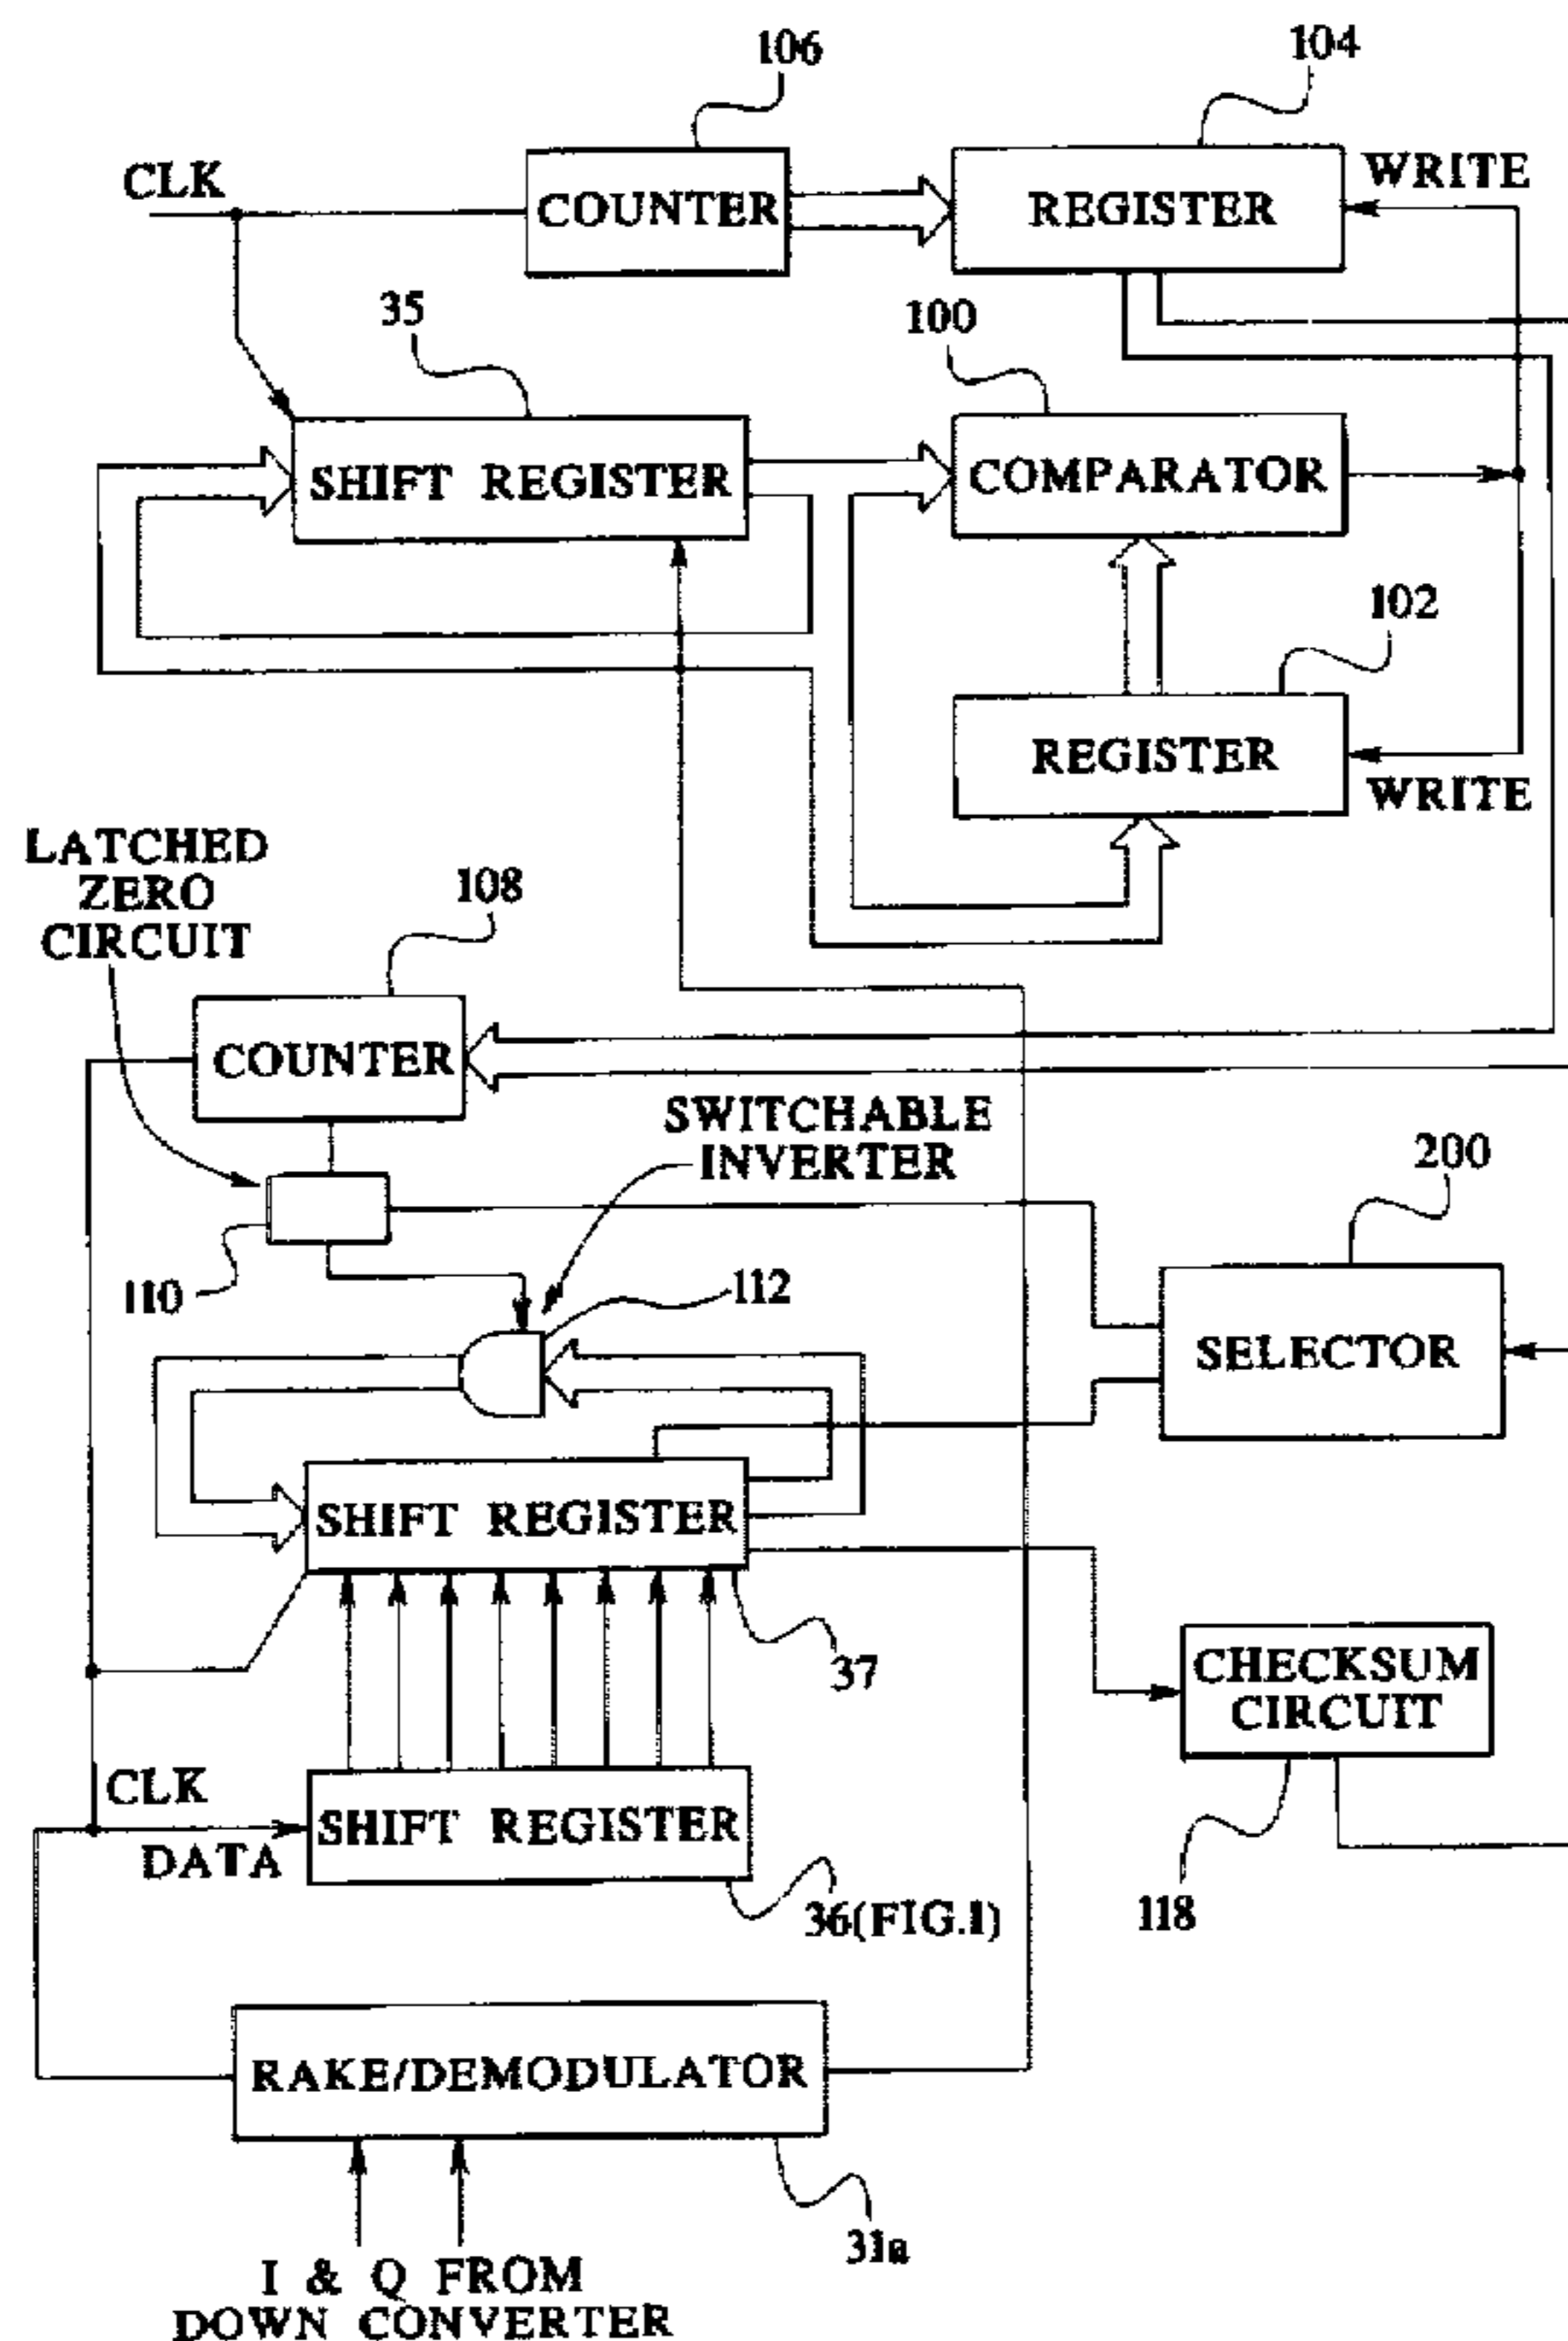 106
104
CLK
COUNTER
REGISTER
WRITE
35
100
SHIFT REGISTER
COMPARATOR
102
REGISTER
WRITE
LATCHED
ZERO
CIRCUIT
108
COUNTER
SWITCHABLE
INVERTER
200
110
112
SELECTOR
SHIFT REGISTER
37
CHECKSUM
CIRCUIT
CLK
SHIFT REGISTER
DATA
36(FIG.1)
118
RAKE/DEMODULATOR
31a
I & Q FROM
DOWN CONVERTER